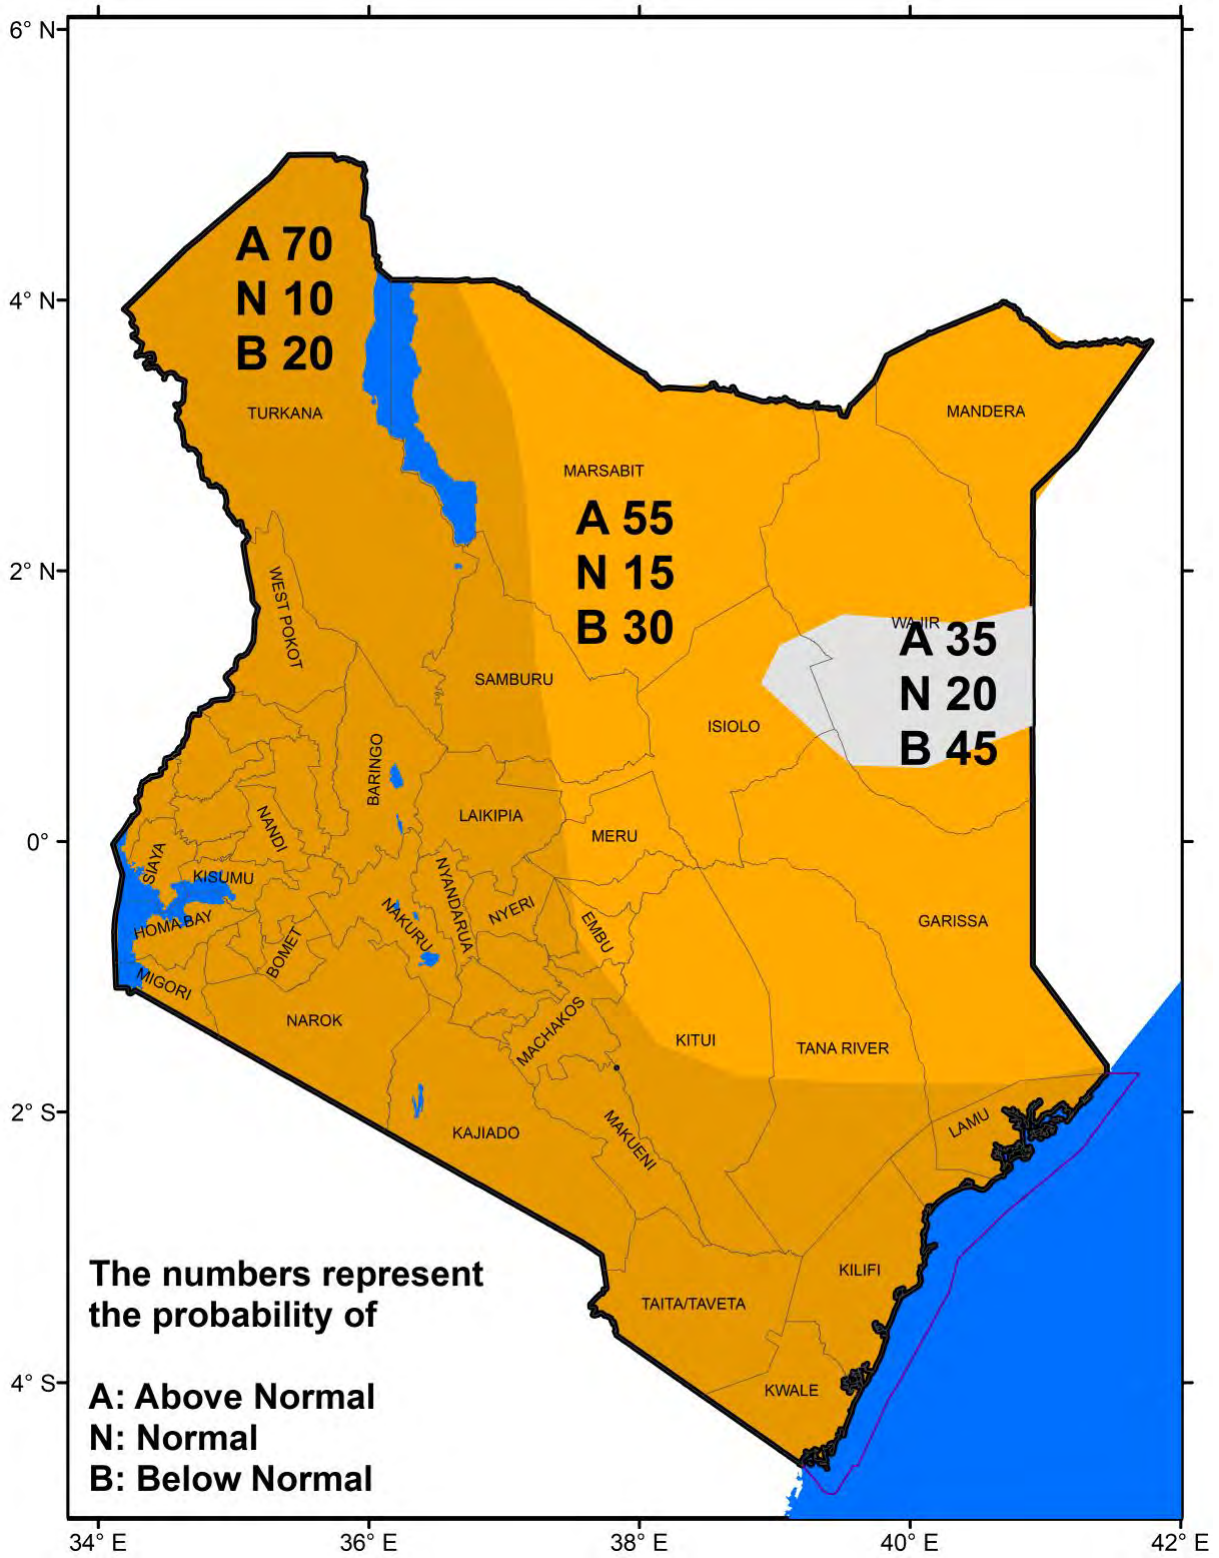 6° N
4° N
2° N
0°
2° S
4° S
A 70
N 10
B 20
TURKANA
MANDERA
MARSABIT
A 55
N 15
B 30
WEST POKOT
WAJIR
A 35
N 20
B 45
SAMBURU
ISIOLO
BARINGO
LAIKIPIA
MERU
NANDI
SIAYA
KISUMU
NYANDARUA
NYERI
EMBU
GARISSA
HOMA BAY
NAKURU
BOMET
MIGORI
NAROK
MACHAKOS
KITUI
TANA RIVER
KAJIADO
MAKUENI
LAMU
KILIFI
TAITA/TAVETA
KWALE
The numbers represent
the probability of
A: Above Normal
N: Normal
B: Below Normal
34° E
36° E
38° E
40° E
42° E